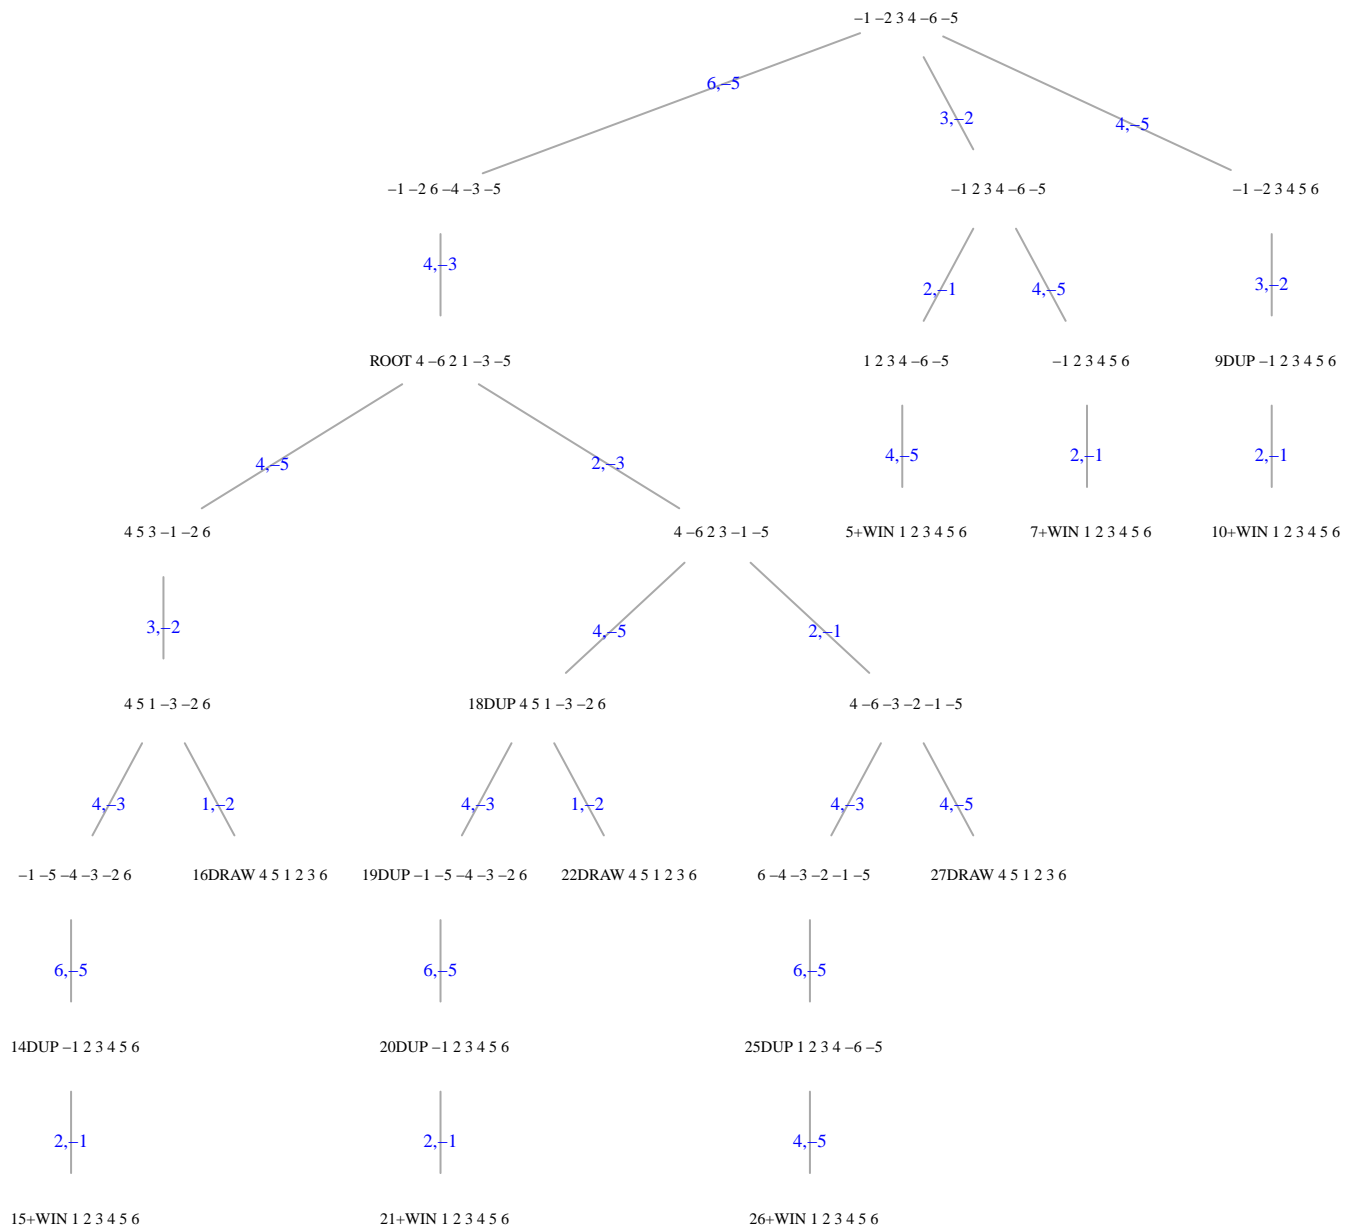 −1 −2 3 4 −6 −5
6,−5
3,−2
4,−5
−1 −2 6 −4 −3 −5
−1 2 3 4 −6 −5
−1 −2 3 4 5 6
4,−3
2,−1
4,−5
3,−2
ROOT 4 −6 2 1 −3 −5
1 2 3 4 −6 −5
−1 2 3 4 5 6
9DUP −1 2 3 4 5 6
4,−5
2,−3
4,−5
2,−1
2,−1
4 5 3 −1 −2 6
4 −6 2 3 −1 −5
5+WIN 1 2 3 4 5 6
7+WIN 1 2 3 4 5 6
10+WIN 1 2 3 4 5 6
3,−2
4,−5
2,−1
4 5 1 −3 −2 6
18DUP 4 5 1 −3 −2 6
4 −6 −3 −2 −1 −5
4,−3
1,−2
4,−3
1,−2
4,−3
4,−5
−1 −5 −4 −3 −2 6
16DRAW 4 5 1 2 3 6
19DUP −1 −5 −4 −3 −2 6
22DRAW 4 5 1 2 3 6
6 −4 −3 −2 −1 −5
27DRAW 4 5 1 2 3 6
6,−5
6,−5
6,−5
14DUP −1 2 3 4 5 6
20DUP −1 2 3 4 5 6
25DUP 1 2 3 4 −6 −5
2,−1
2,−1
4,−5
15+WIN 1 2 3 4 5 6
21+WIN 1 2 3 4 5 6
26+WIN 1 2 3 4 5 6